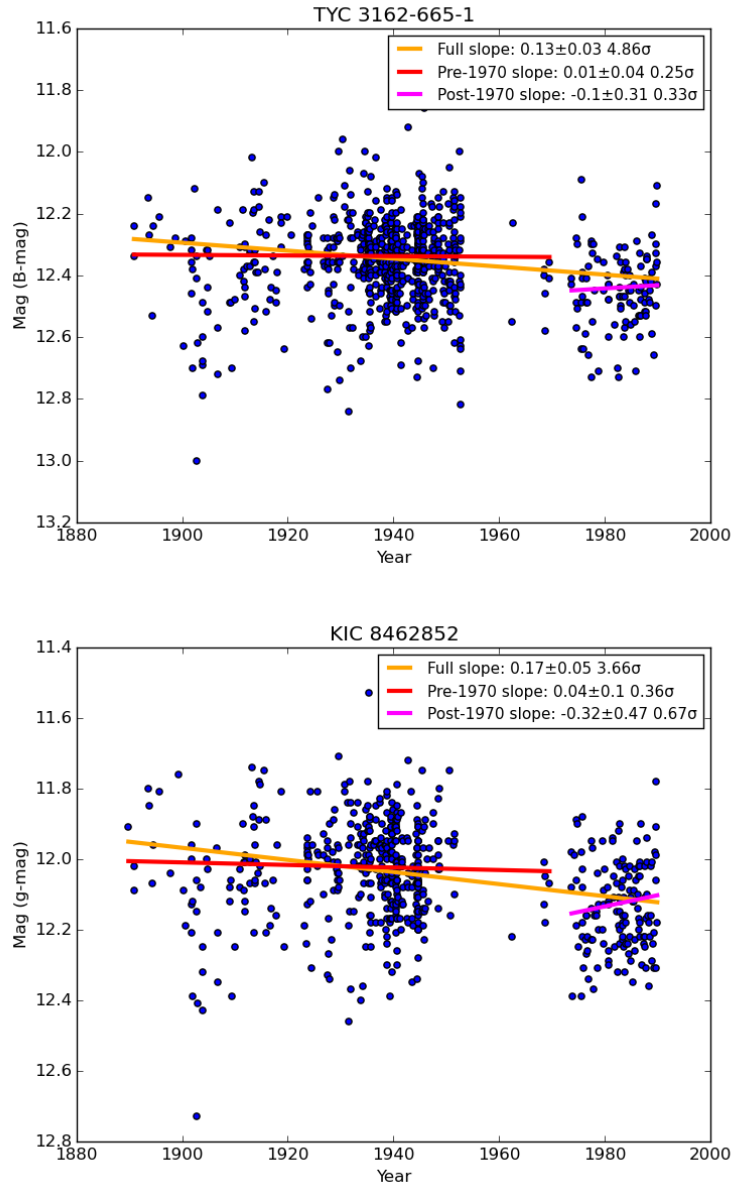 TYC 3162-665-1
11.6
11.8
12.0
12.2
12.4
12.6
12.8
13.0
13.2
Mag (B-mag)
Full slope: 0.13±0.03 4.86σ
Pre-1970 slope: 0.01±0.04 0.25σ
Post-1970 slope: -0.1±0.31 0.33σ
1880 1900 1920 1940 1960 1980 2000
Year
KIC 8462852
11.4
11.6
11.8
12.0
12.2
12.4
12.6
12.8
Mag (g-mag)
Full slope: 0.17±0.05 3.66σ
Pre-1970 slope: 0.04±0.1 0.36σ
Post-1970 slope: -0.32±0.47 0.67σ
1880 1900 1920 1940 1960 1980 2000
Year